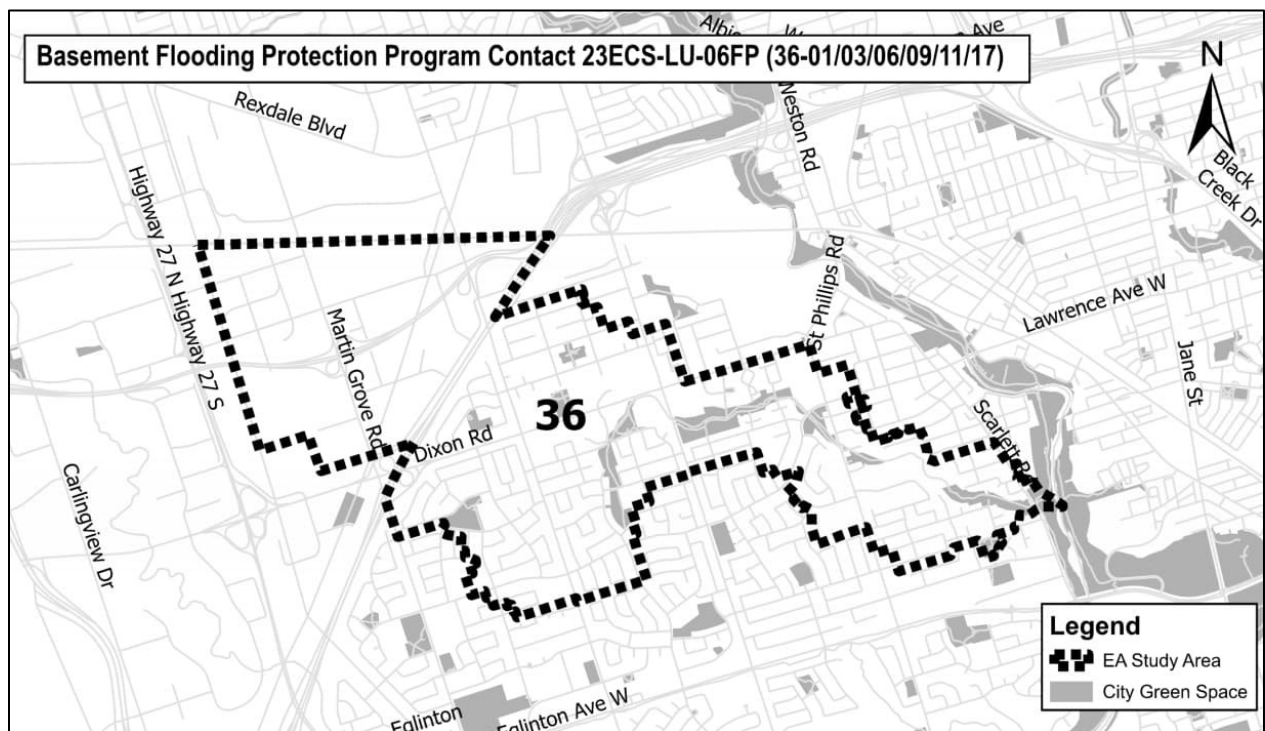 Albi
W
n Ave
Basement Flooding Protection Program Contact 23ECS-LU-06FP (36-01/03/06/09/11/17)
N
Rexdale Blvd
Weston Rd
Black
Creek Dr
Highway 27 N Highway 27 S
St Phillips Rd
Lawrence Ave W
Martin Grove Rd
Jane St
36
Scarlett R
Dixon Rd
Carlingview Dr
Legend
EA Study Area
City Green Space
Eglinton
Eglinton Ave W